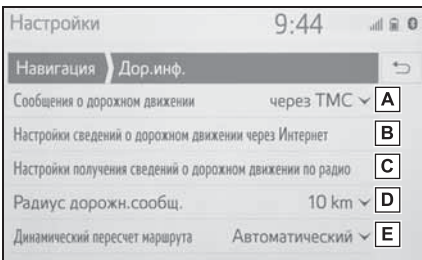 Настройки 9:44
Навигация Дор.инф.
Сообщения о дорожном движении через TMC A
Настройки сведений о дорожном движении через Интернет B
Настройки получения сведений о дорожном движении по радио C
Радиус дорожн.сообщ. 10 km D
Динамический пересчет маршрута Автоматический E